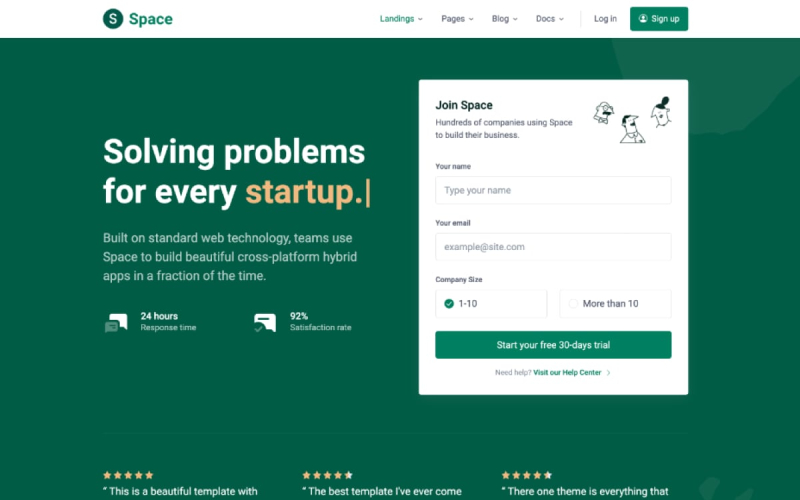 S Space
Landings Pages Blog Docs Log in Sign up
Solving problems
for every startup.
Built on standard web technology, teams use
Space to build beautiful cross-platform hybrid
apps in a fraction of the time.
24 hours
Response time
92%
Satisfaction rate
Join Space
Hundreds of companies using Space
to build their business.
Your name
Type your name
Your email
example@site.com
Company Size
1-10
More than 10
Start your free 30-days trial
Need help? Visit our Help Center
“ This is a beautiful template with
“ The best template I've ever come
“ There one theme is everything that